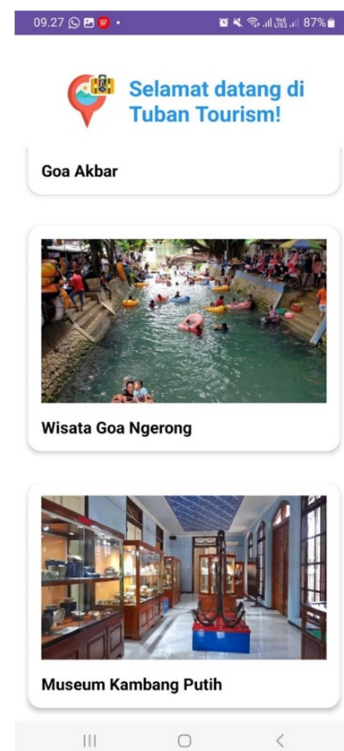 09.27
87%
Selamat datang di
Tuban Tourism!
Goa Akbar
Wisata Goa Ngerong
Museum Kambang Putih